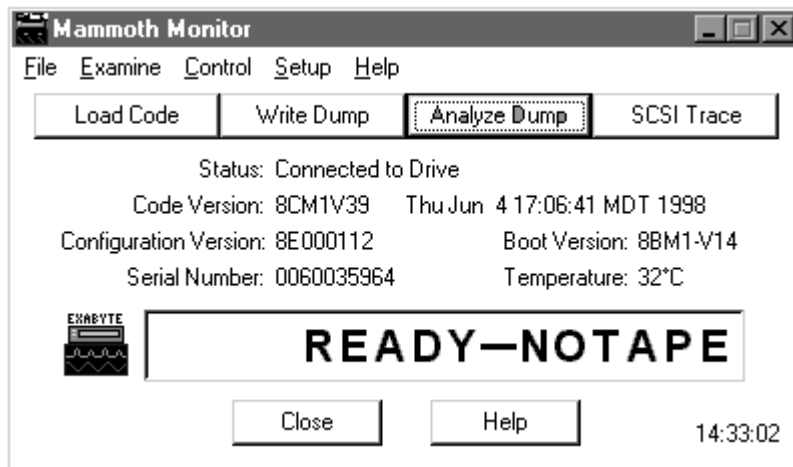 Mammoth Monitor
File Examine Control Setup Help
Load Code Write Dump Analyze Dump SCSI Trace
Status: Connected to Drive
Code Version: 8CM1V39 Thu Jun 4 17:06:41 MDT 1998
Configuration Version: 8E000112 Boot Version: 8BM1-V14
Serial Number: 0060035964 Temperature: 32°C
EXABYTE
READY—NOTAPE
Close Help
14:33:02